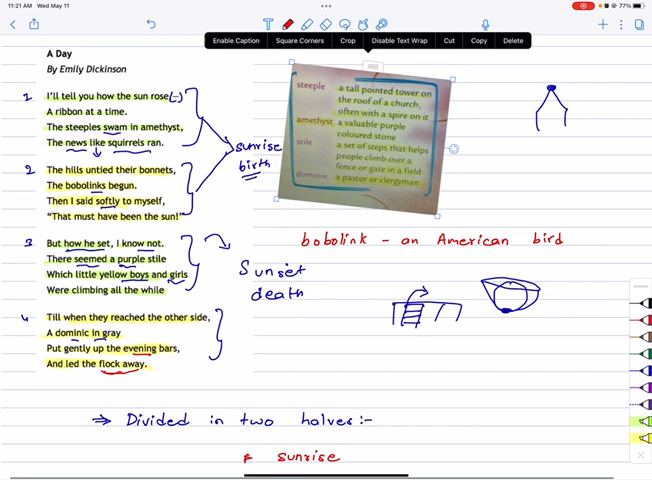 11:21 AM Wed May 11
77%
Enable Caption Square Corners Crop Disable Text Wrap Cut Copy Delete
A Day
By Emily Dickinson
1 I'll tell you how the sun rose,(–)
A ribbon at a time.
The steeples swam in amethyst,
The news like squirrels ran.
sunrise
birth
2 The hills untied their bonnets,
The bobolinks begun.
Then I said softly to myself,
"That must have been the sun!"
3 But how he set, I know not.
There seemed a purple stile
Which little yellow boys and girls
Were climbing all the while
Sunset
death
4 Till when they reached the other side,
A dominic in gray
Put gently up the evening bars,
And led the flock away.
steeple a tall pointed tower on
the roof of a church,
often with a spire on it
amethyst a valuable purple
coloured stone
stile a set of steps that helps
people climb over a
fence or gate in a field
dominie a pastor or clergyman
bobolink - an American bird
⇒ Divided in two halves:-
* sunrise